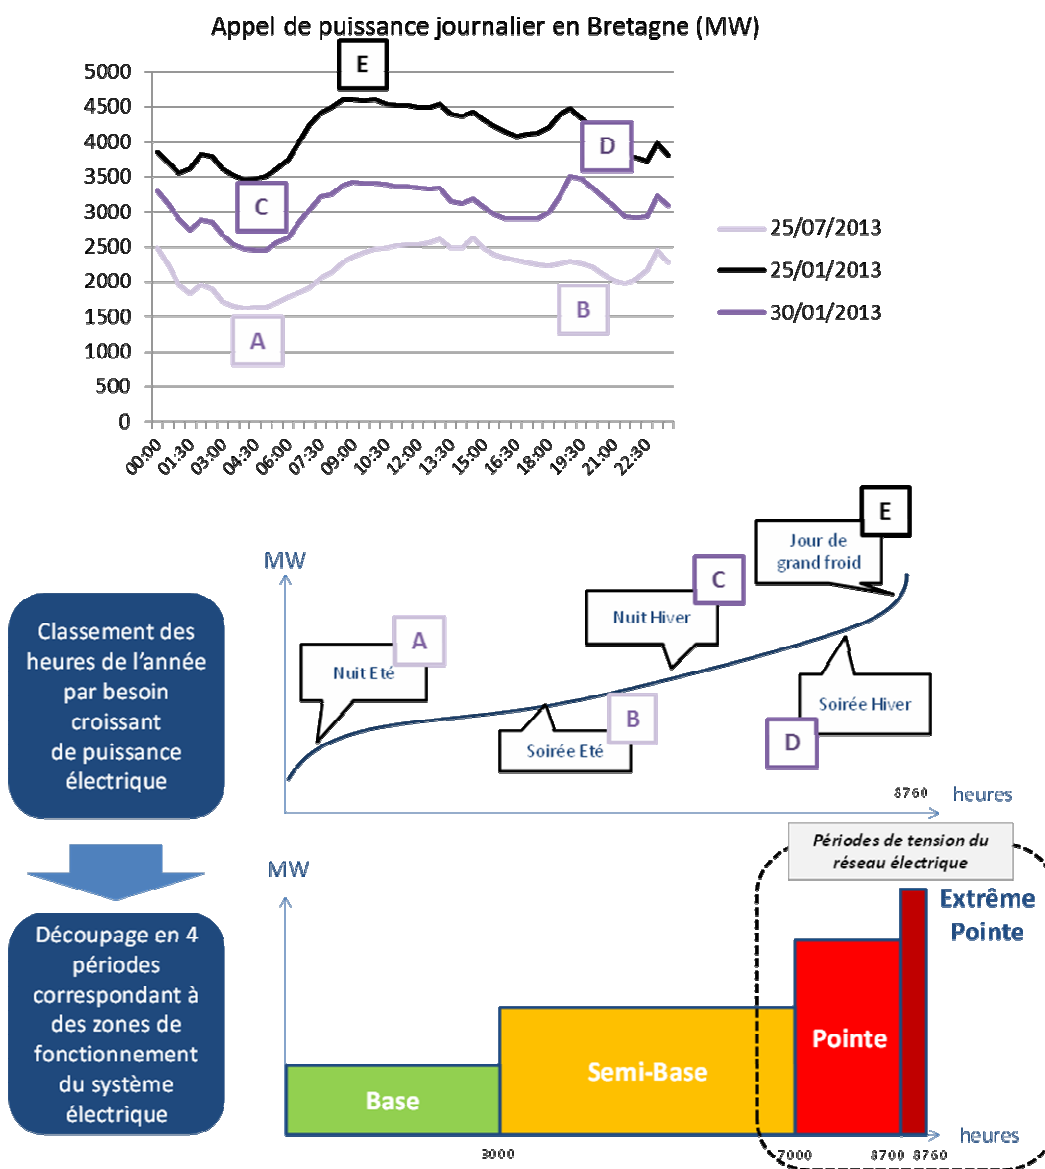 Appel de puissance journalier en Bretagne (MW)
E
5000
4500
4000
3500
3000
2500
2000
1500
1000
500
0
D
C
B
A
25/07/2013
25/01/2013
30/01/2013
00:00
01:30
03:00
04:30
06:00
07:30
09:00
10:30
12:00
13:30
15:00
16:30
18:00
19:30
21:00
22:30
Classement des
heures de l'année
par besoin
croissant
de puissance
électrique
MW
Nuit Eté
A
Soirée Eté
B
Nuit Hiver
C
Jour de
grand froid
E
Soirée Hiver
D
8760
heures
Découpage en 4
périodes
correspondant à
des zones de
fonctionnement
du système
électrique
MW
Périodes de tension du
réseau électrique
Base
Semi-Base
Pointe
Extrême
Pointe
3000
7000
8700
8760
heures